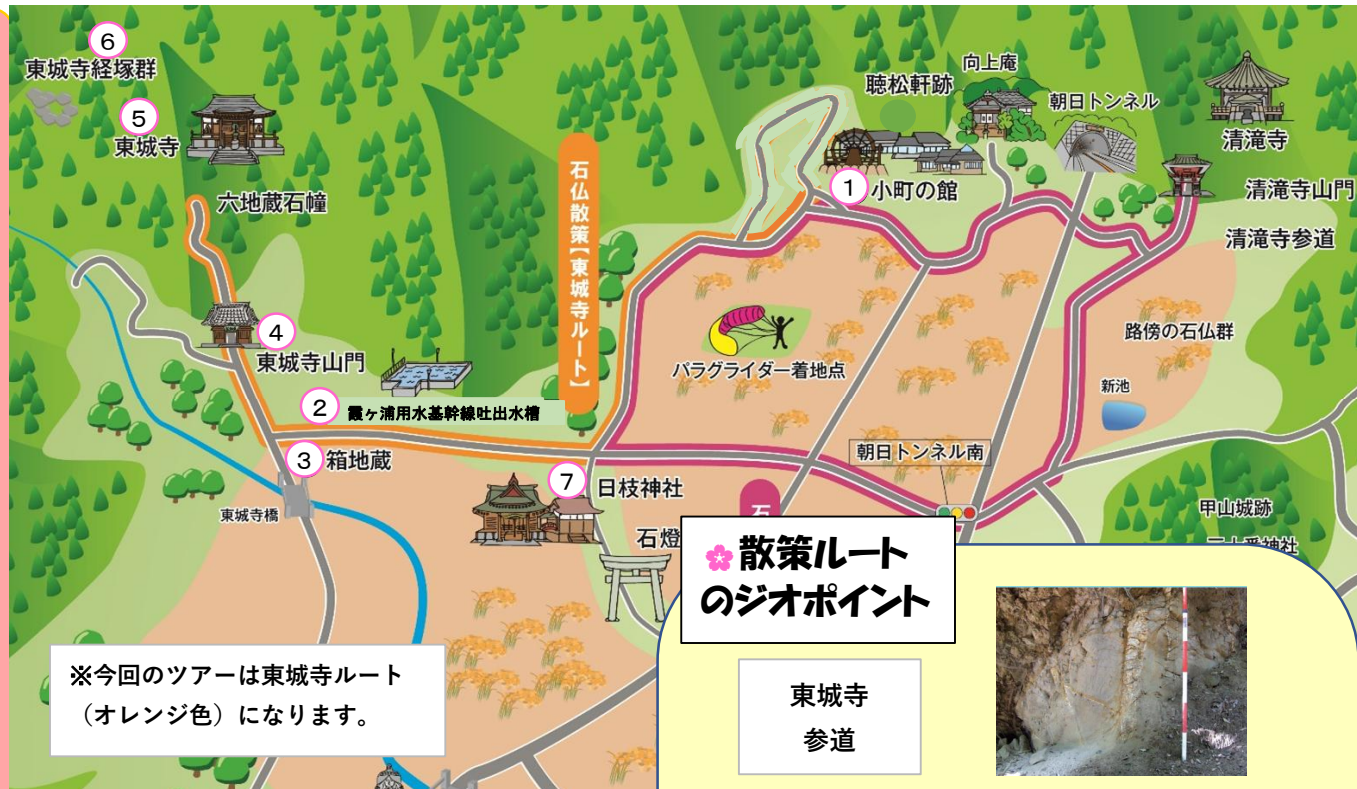 ⑥
東城寺経塚群
⑤
東城寺
六地蔵石幢
④
東城寺山門
②
霞ヶ浦用水基幹線吐出水槽
③
箱地蔵
東城寺橋
石仏散策【東城寺ルート】
聴松軒跡
向上庵
朝日トンネル
清滝寺
①
小町の館
清滝寺山門
清滝寺参道
パラグライダー着地点
路傍の石仏群
新池
朝日トンネル南
甲山城跡
⑦
日枝神社
石燈
石
散策ルート
のジオポイント
東城寺
参道
※今回のツアーは東城寺ルート
（オレンジ色）になります。